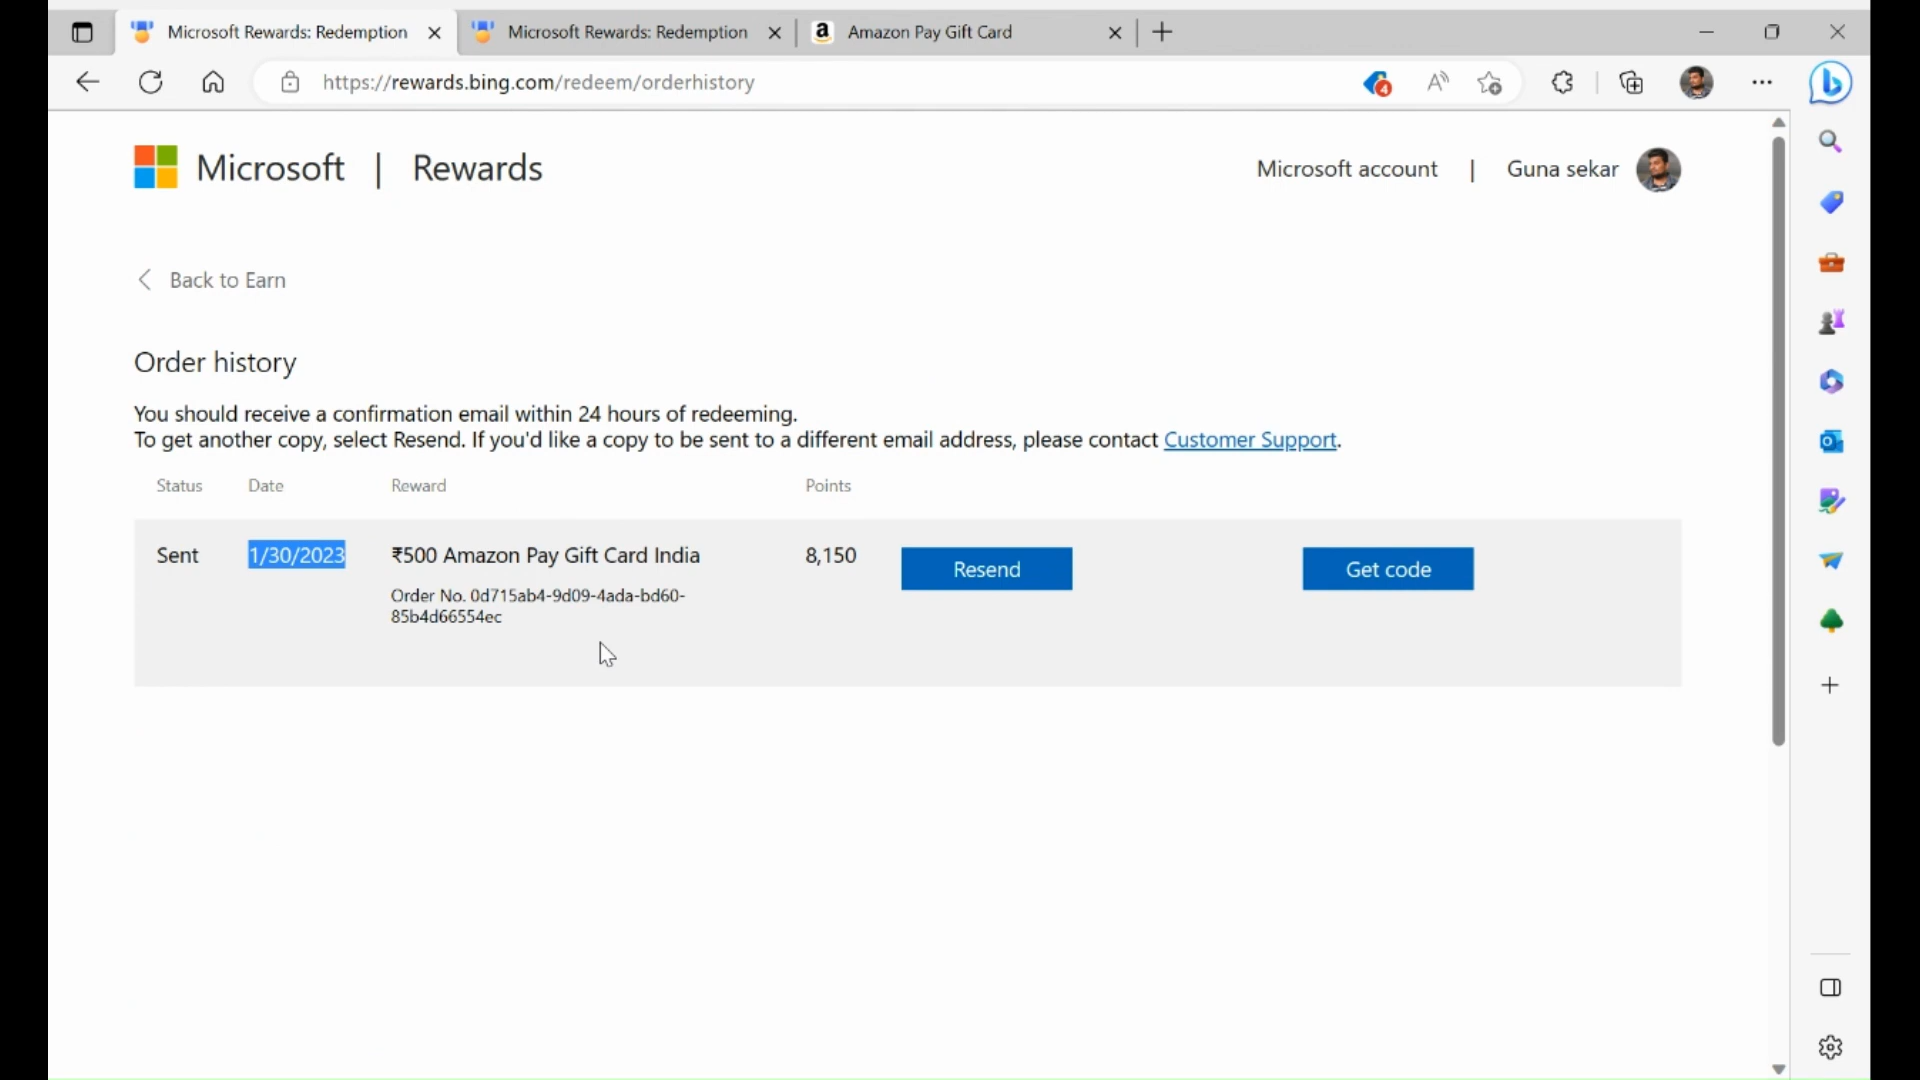 Microsoft Rewards: Redemption
Microsoft Rewards: Redemption
Amazon Pay Gift Card
https://rewards.bing.com/redeem/orderhistory
4
Microsoft | Rewards
Microsoft account | Guna sekar
Back to Earn
Order history
You should receive a confirmation email within 24 hours of redeeming.
To get another copy, select Resend. If you'd like a copy to be sent to a different email address, please contact Customer Support.
Status Date Reward Points
Sent 1/30/2023 ₹500 Amazon Pay Gift Card India 8,150 Resend Get code
Order No. 0d715ab4-9d09-4ada-bd60-
85b4d66554ec